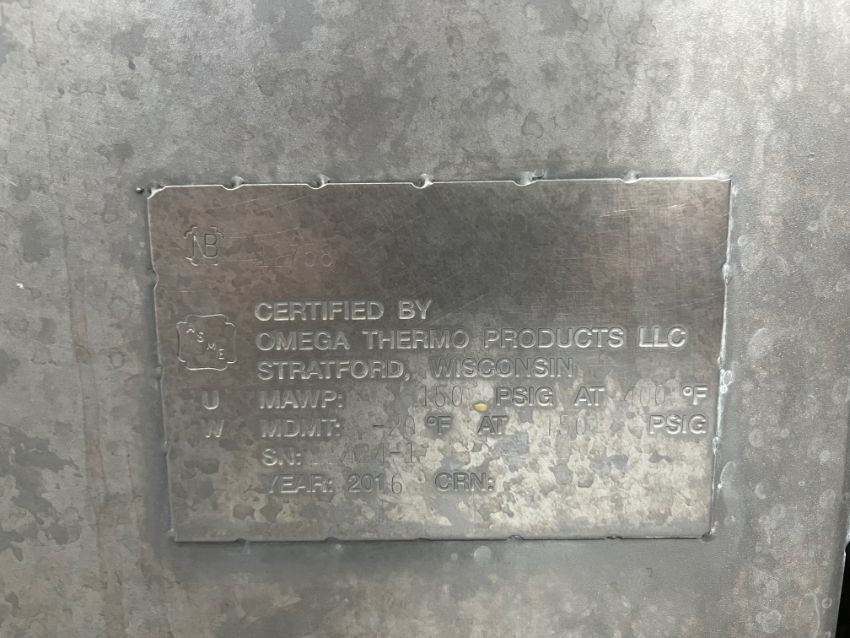 NB
CERTIFIED BY
ASME OMEGA THERMO PRODUCTS LLC
STRATFORD, WISCONSIN
U MAWP: 150 PSIG AT 400 °F
W MDMT: -20 °F AT 150 PSIG
SN:
YEAR: 2016 CRN: